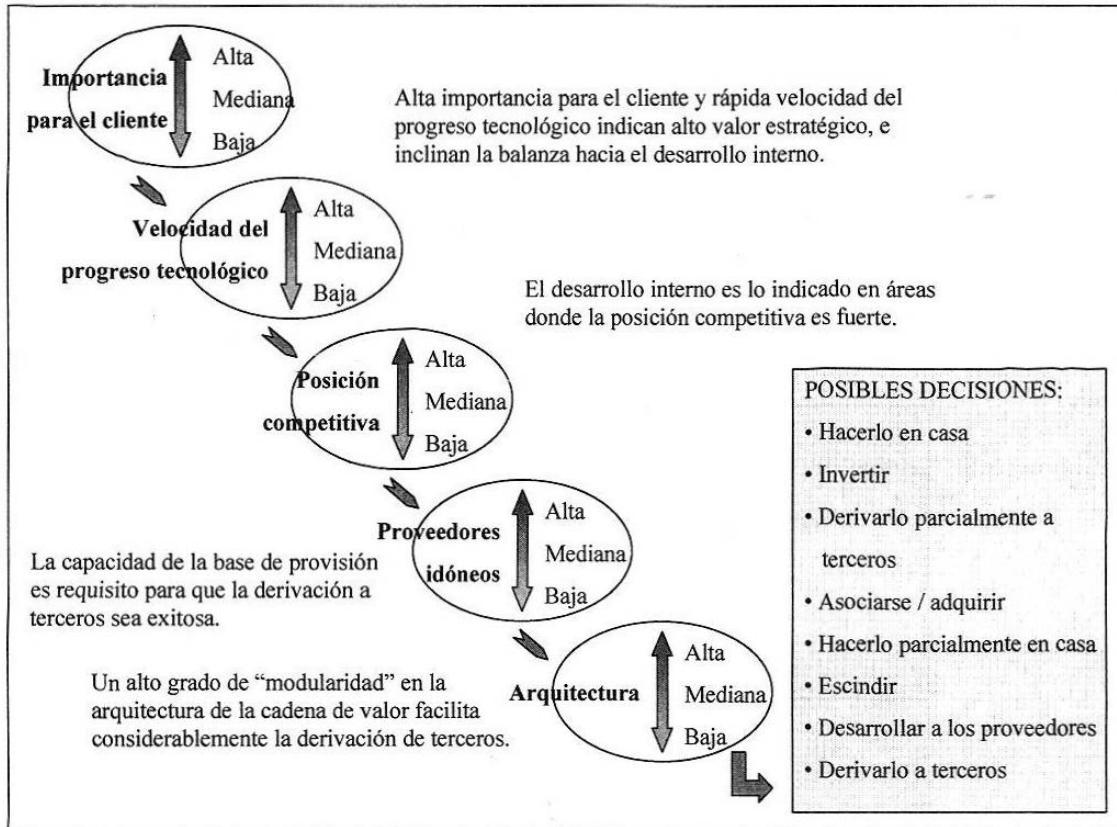 Importancia
para el cliente
Alta
Mediana
Baja
Alta importancia para el cliente y rápida velocidad del
progreso tecnológico indican alto valor estratégico, e
inclinan la balanza hacia el desarrollo interno.
Velocidad del
progreso tecnológico
Alta
Mediana
Baja
El desarrollo interno es lo indicado en áreas
donde la posición competitiva es fuerte.
Posición
competitiva
Alta
Mediana
Baja
Proveedores
idóneos
Alta
Mediana
Baja
La capacidad de la base de provisión
es requisito para que la derivación a
terceros sea exitosa.
Arquitectura
Alta
Mediana
Baja
Un alto grado de “modularidad” en la
arquitectura de la cadena de valor facilita
considerablemente la derivación de terceros.
POSIBLES DECISIONES:
• Hacerlo en casa
• Invertir
• Derivarlo parcialmente a
terceros
• Asociarse / adquirir
• Hacerlo parcialmente en casa
• Escindir
• Desarrollar a los proveedores
• Derivarlo a terceros